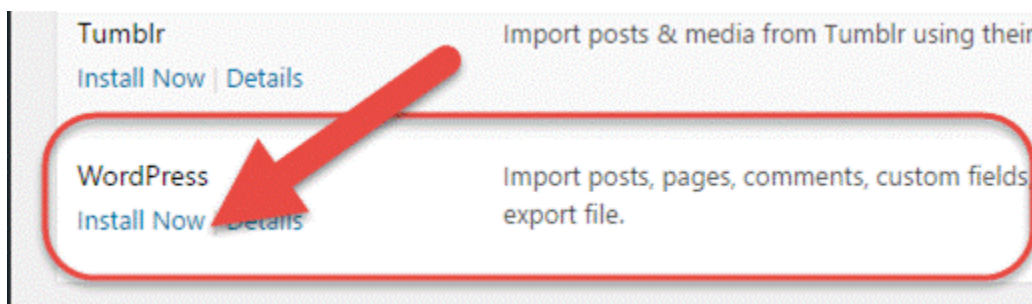 Tumblr Import posts & media from Tumblr using their
Install Now | Details
WordPress Import posts, pages, comments, custom fields,
Install Now Details export file.